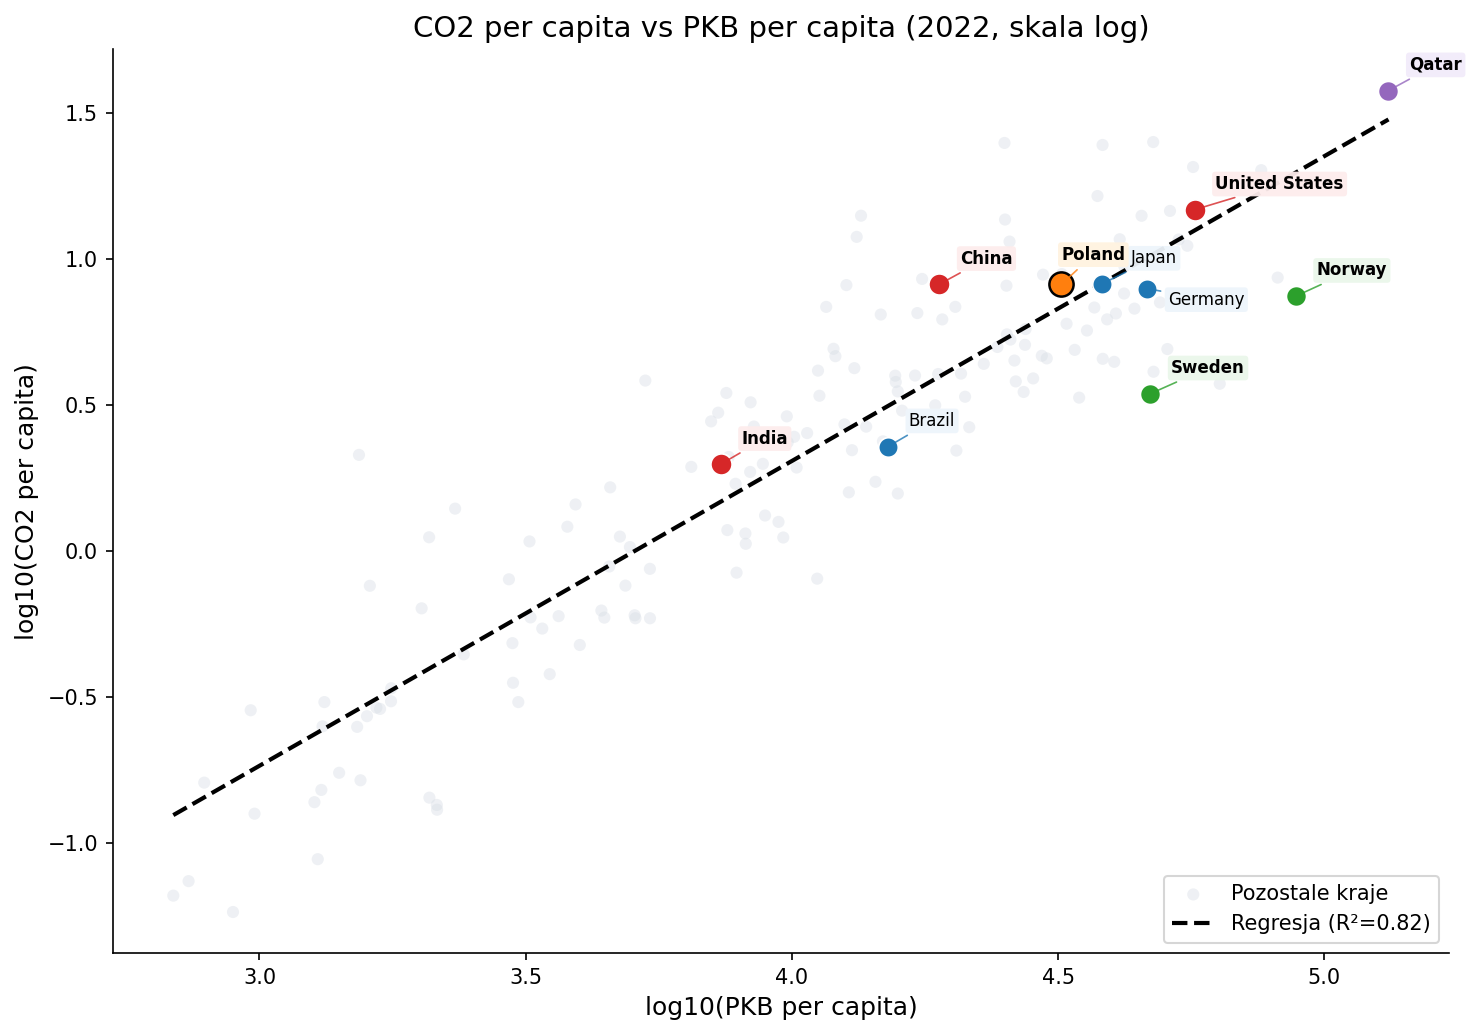 CO2 per capita vs PKB per capita (2022, skala log)
Qatar
1.5
United States
China
Poland
Japan
1.0
Norway
Germany
Sweden
0.5
Brazil
India
0.0
−0.5
−1.0
log10(CO2 per capita)
Pozostale kraje
Regresja (R²=0.82)
3.0
3.5
4.0
4.5
5.0
log10(PKB per capita)